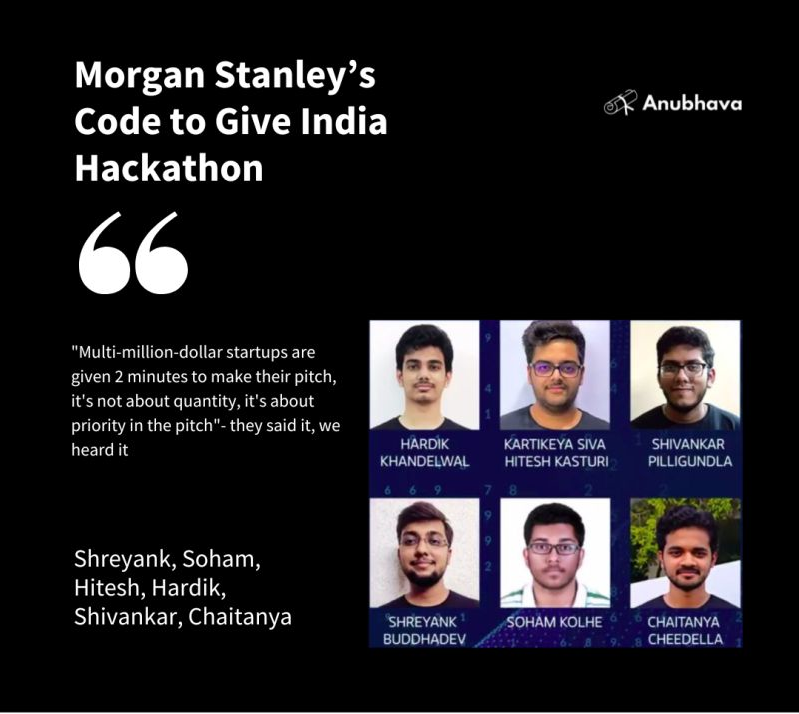 Morgan Stanley’s
Code to Give India
Hackathon
Anubhava
"Multi-million-dollar startups are
given 2 minutes to make their pitch,
it's not about quantity, it's about
priority in the pitch"- they said it, we
heard it
Shreyank, Soham,
Hitesh, Hardik,
Shivankar, Chaitanya
HARDIK
KHANDELWAL
KARTIKEYA SIVA
HITESH KASTURI
SHIVANKAR
PILLIGUNDLA
SHREYANK
BUDDHADEV
SOHAM KOLHE
CHAITANYA
CHEEDELLA